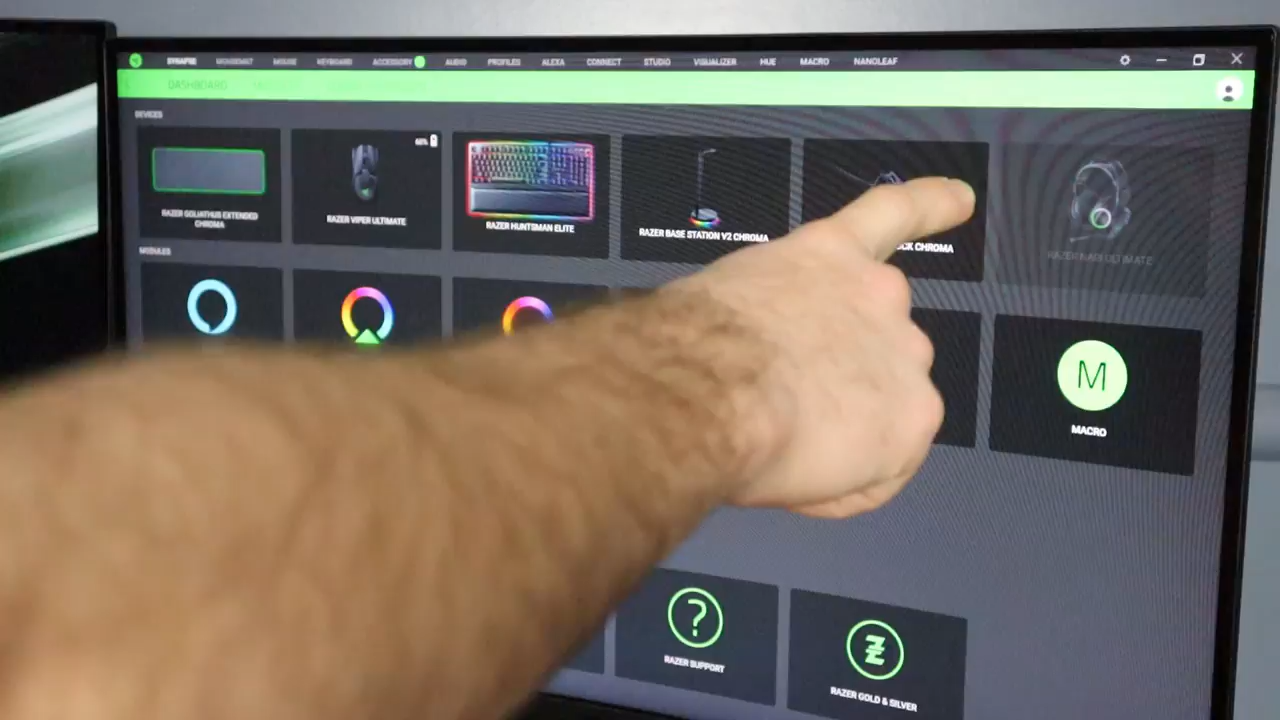 SYNAPSE MOUSEMAT MOUSE KEYBOARD ACCESSORY AUDIO PROFILES ALEXA CONNECT STUDIO VISUALIZER HUE MACRO NANOLEAF
DASHBOARD
DEVICES
60%
RAZER GOLIATHUS EXTENDED
CHROMA
RAZER VIPER ULTIMATE
RAZER HUNTSMAN ELITE
RAZER BASE STATION V2 CHROMA
CK CHROMA
RAZER NARI ULTIMATE
MODULES
M
MACRO
?
RAZER SUPPORT
RAZER GOLD & SILVER